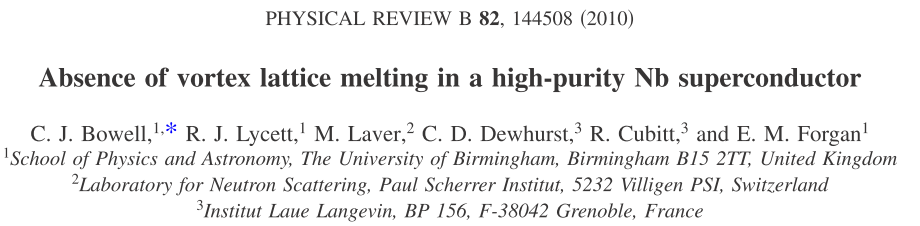 PHYSICAL REVIEW B 82, 144508 (2010)
Absence of vortex lattice melting in a high-purity Nb superconductor
C. J. Bowell,1,* R. J. Lycett,1 M. Laver,2 C. D. Dewhurst,3 R. Cubitt,3 and E. M. Forgan1
1School of Physics and Astronomy, The University of Birmingham, Birmingham B15 2TT, United Kingdom
2Laboratory for Neutron Scattering, Paul Scherrer Institut, 5232 Villigen PSI, Switzerland
3Institut Laue Langevin, BP 156, F-38042 Grenoble, France